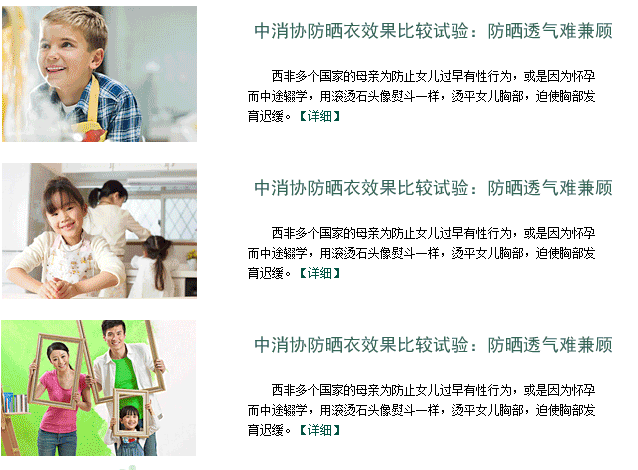 中消协防晒衣效果比较试验：防晒透气难兼顾
西非多个国家的母亲为防止女儿过早有性行为，或是因为怀孕
而中途辍学，用滚烫石头像熨斗一样，烫平女儿胸部，迫使胸部发
育迟缓。【详细】
中消协防晒衣效果比较试验：防晒透气难兼顾
西非多个国家的母亲为防止女儿过早有性行为，或是因为怀孕
而中途辍学，用滚烫石头像熨斗一样，烫平女儿胸部，迫使胸部发
育迟缓。【详细】
中消协防晒衣效果比较试验：防晒透气难兼顾
西非多个国家的母亲为防止女儿过早有性行为，或是因为怀孕
而中途辍学，用滚烫石头像熨斗一样，烫平女儿胸部，迫使胸部发
育迟缓。【详细】